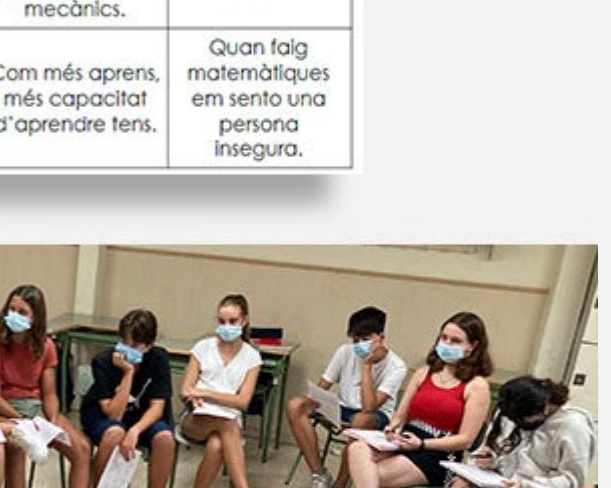 mecànics.
Com més aprens,
més capacitat
d'aprendre tens.
Quan faig
matemàtiques
em sento una
persona
insegura.